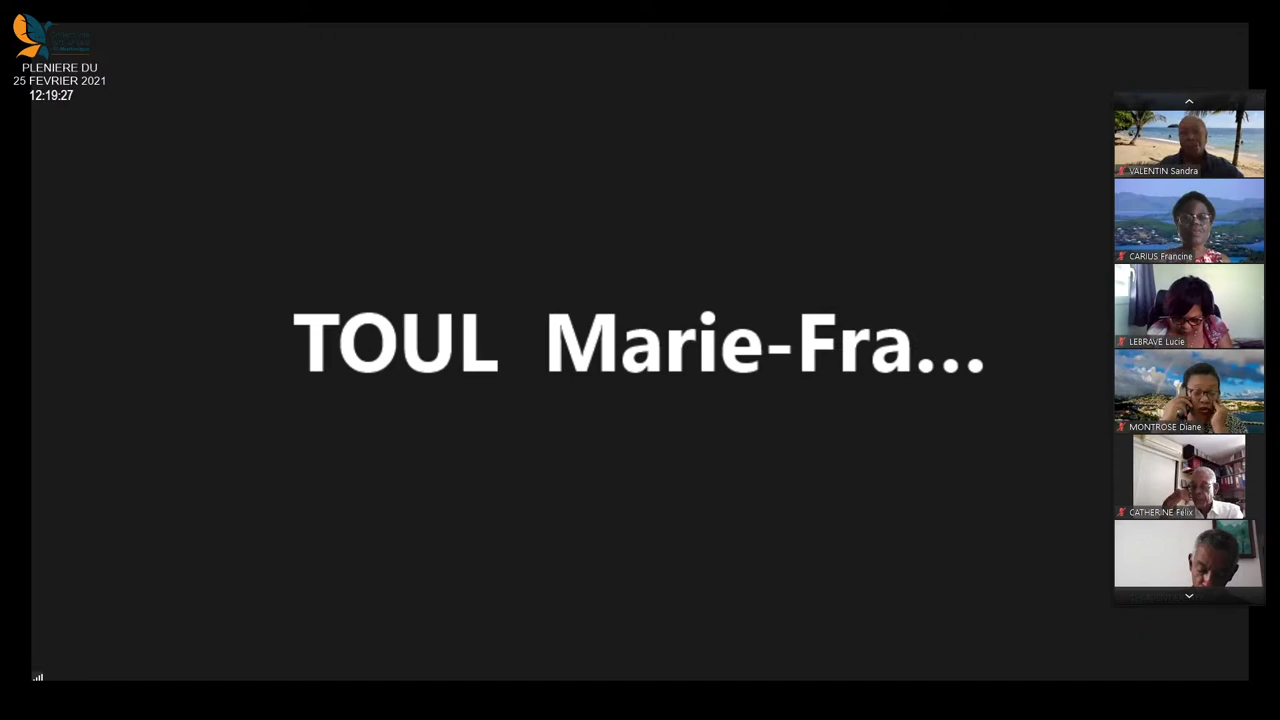 PLENIERE DU
25 FEVRIER 2021
12:19:27
TOUL Marie-Fra...
VALENTIN Sandra
CARIUS Francine
LEBRAVE Lucie
MONTROSE Diane
CATHERINE Félix